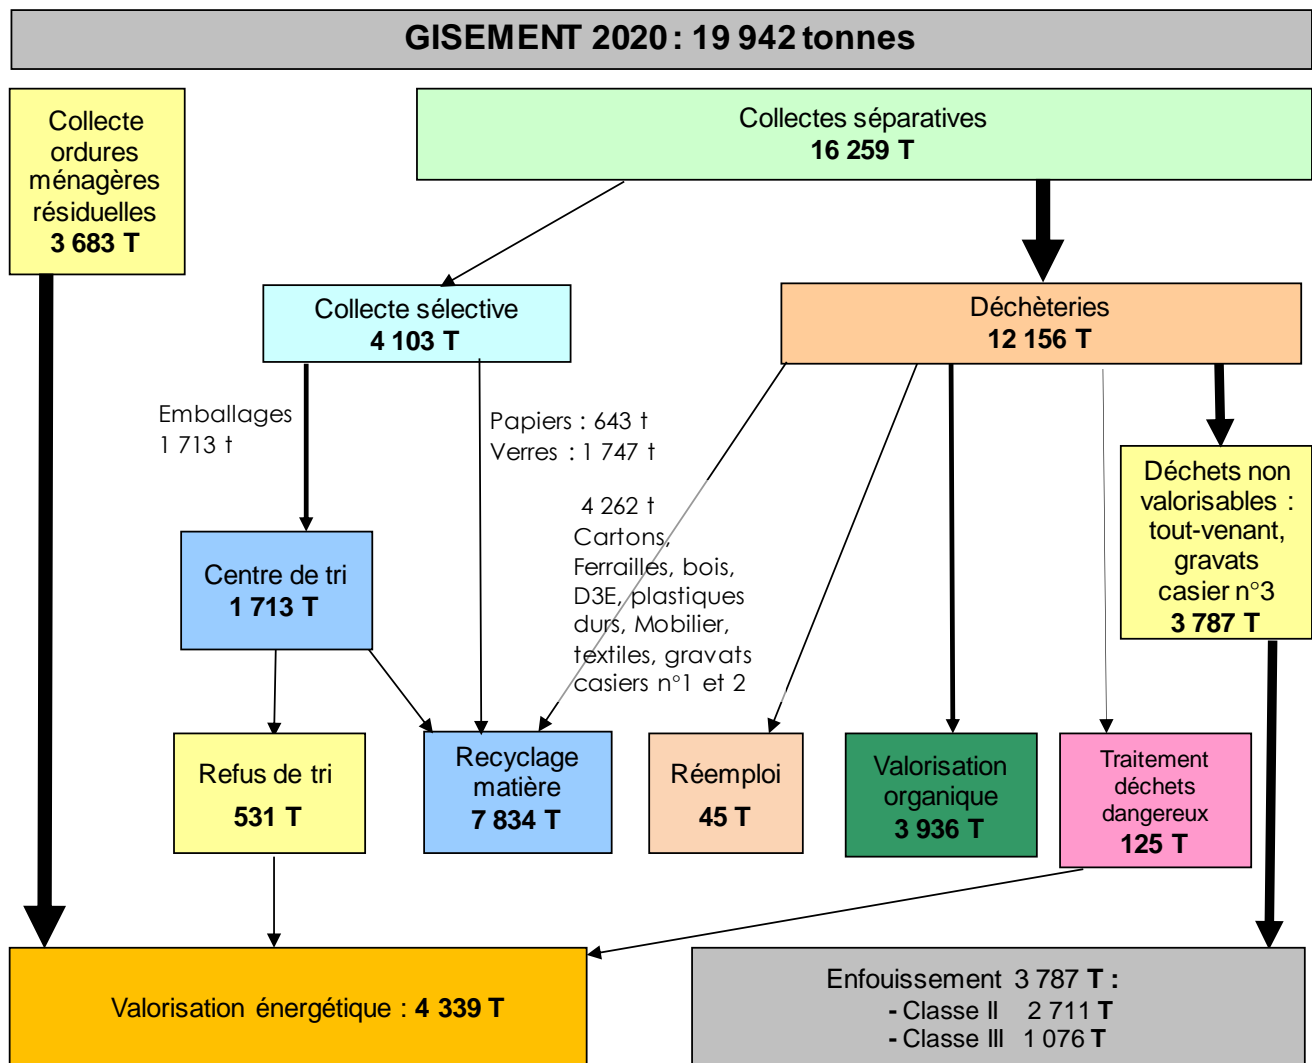 GISEMENT 2020 : 19 942 tonnes
Collecte
ordures
ménagères
résiduelles
3 683 T
Collectes séparatives
16 259 T
Collecte sélective
4 103 T
Déchèteries
12 156 T
Emballages
1 713 t
Papiers : 643 t
Verres : 1 747 t
4 262 t
Cartons,
Ferrailles, bois,
D3E, plastiques
durs, Mobilier,
textiles, gravats
casiers n°1 et 2
Déchets non
valorisables :
tout-venant,
gravats
casier n°3
3 787 T
Centre de tri
1 713 T
Refus de tri
531 T
Recyclage
matière
7 834 T
Réemploi
45 T
Valorisation
organique
3 936 T
Traitement
déchets
dangereux
125 T
Valorisation énergétique : 4 339 T
Enfouissement 3 787 T :
- Classe II 2 711 T
- Classe III 1 076 T